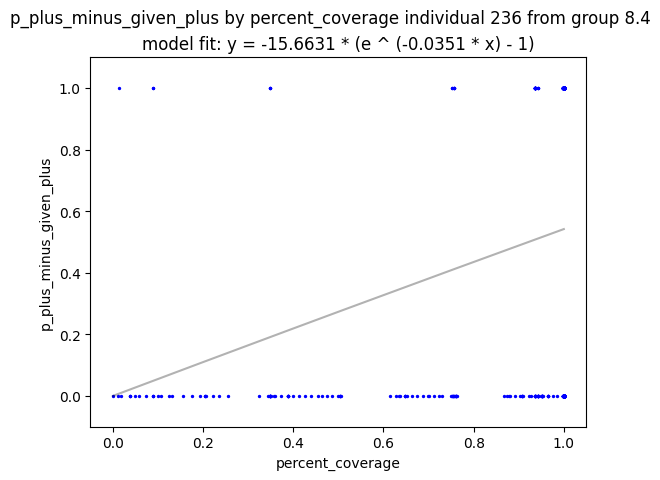 p_plus_minus_given_plus by percent_coverage individual 236 from group 8.4
model fit: y = -15.6631 * (e ^ (-0.0351 * x) - 1)
1.0
0.8
0.6
0.4
0.2
0.0
p_plus_minus_given_plus
0.0 0.2 0.4 0.6 0.8 1.0
percent_coverage